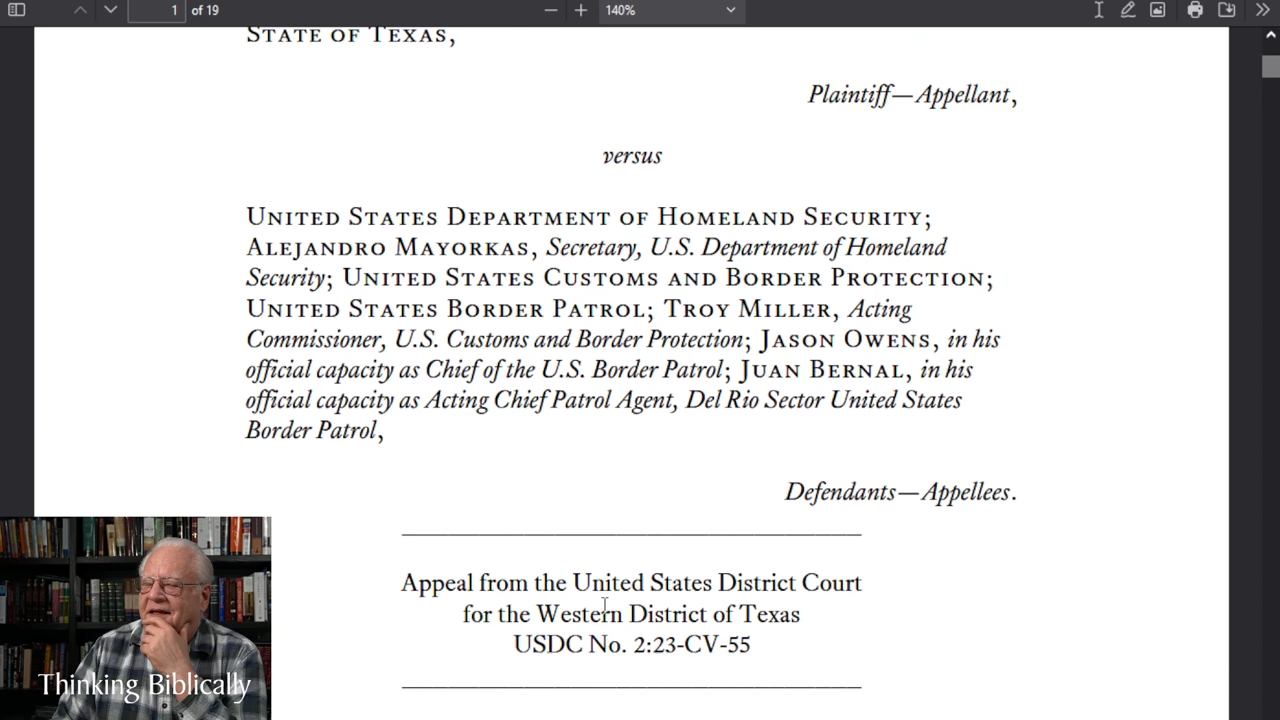 1 of 19
140%
STATE OF TEXAS,
Plaintiff—Appellant,
versus
UNITED STATES DEPARTMENT OF HOMELAND SECURITY;
ALEJANDRO MAYORKAS, Secretary, U.S. Department of Homeland
Security; UNITED STATES CUSTOMS AND BORDER PROTECTION;
UNITED STATES BORDER PATROL; TROY MILLER, Acting
Commissioner, U.S. Customs and Border Protection; JASON OWENS, in his
official capacity as Chief of the U.S. Border Patrol; JUAN BERNAL, in his
official capacity as Acting Chief Patrol Agent, Del Rio Sector United States
Border Patrol,
Defendants—Appellees.
Appeal from the United States District Court
for the Western District of Texas
USDC No. 2:23-CV-55
Thinking Biblically